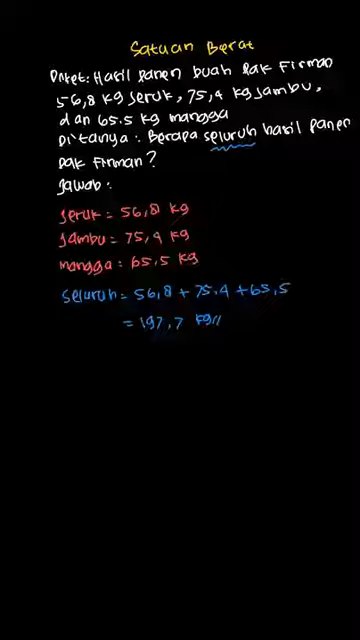 Satuan Berat
Diket : Hasil panen buah Pak Firman
56,8 kg jeruk, 75,4 kg jambu,
dan 65.5 kg mangga
Ditanya : Berapa seluruh hasil panen
Pak Firman ?
Jawab :
Jeruk = 56,8 kg
Jambu = 75,4 kg
mangga = 65,5 kg
Seluruh = 56,8 + 75,4 + 65,5
= 197,7 kg//